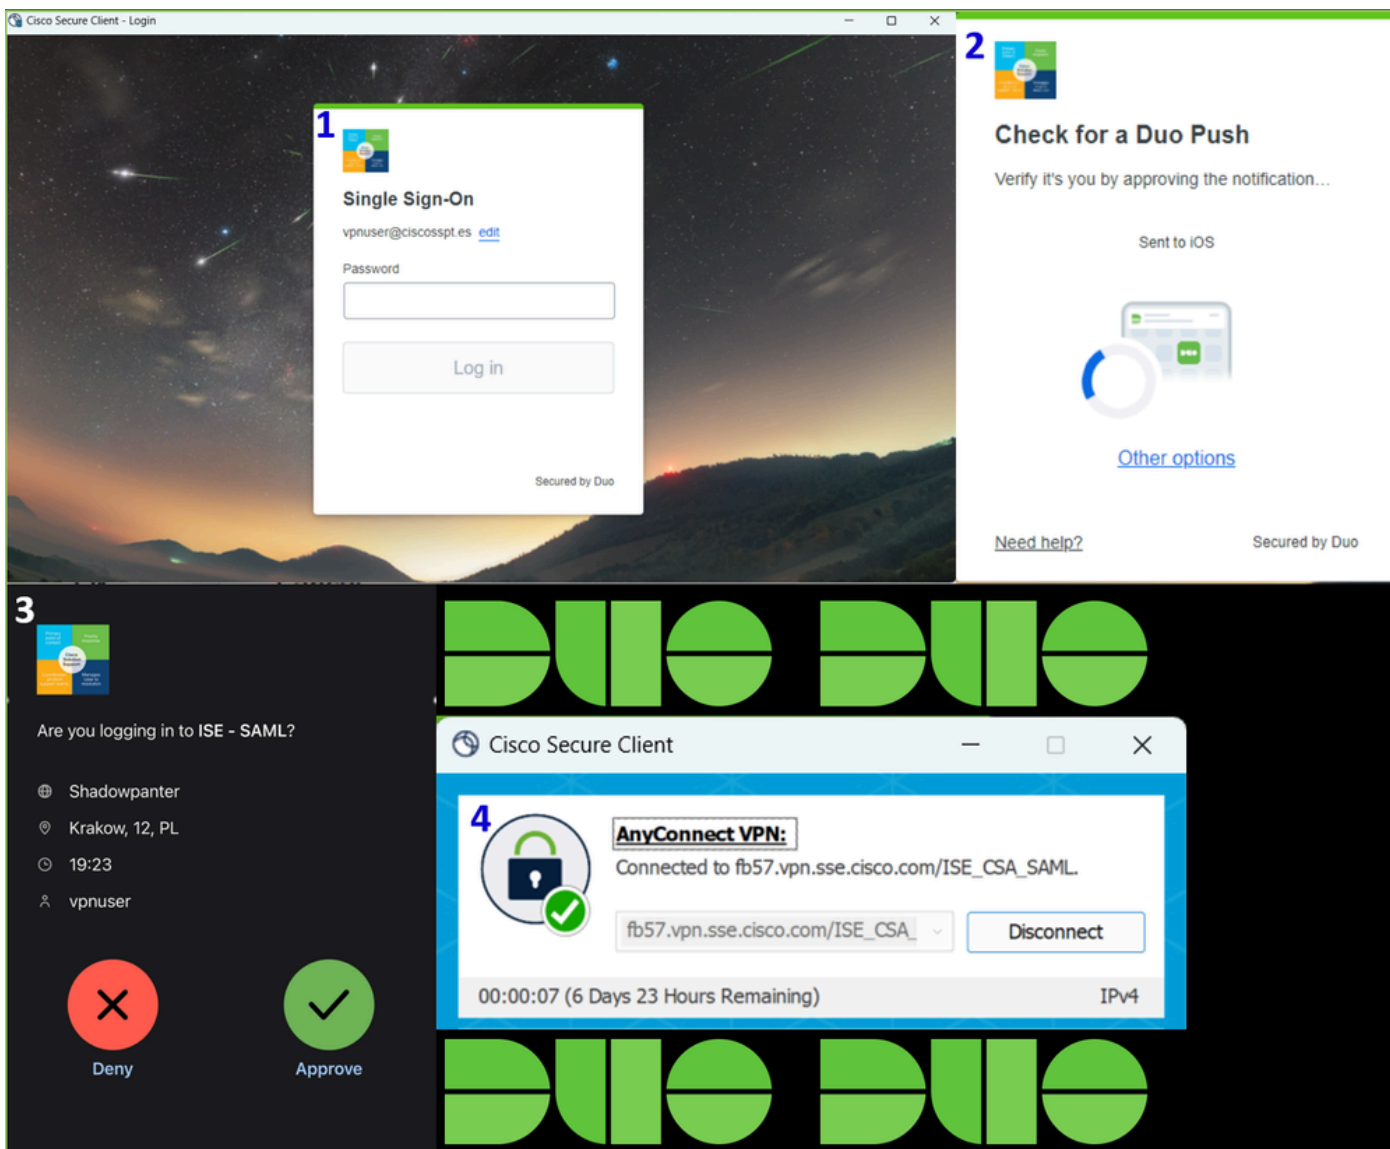 Cisco Secure Client - Login
1
Single Sign-On
vpnuser@ciscosspt.es edit
Password
Log in
Secured by Duo
2
Check for a Duo Push
Verify it's you by approving the notification...
Sent to iOS
Other options
Need help?
Secured by Duo
3
Cisco
Solution
Support
Are you logging in to ISE - SAML?
Shadowpanter
Krakow, 12, PL
19:23
vpnuser
Deny
Approve
DUO DUO
Cisco Secure Client
4
AnyConnect VPN:
Connected to fb57.vpn.sse.cisco.com/ISE_CSA_SAML.
fb57.vpn.sse.cisco.com/ISE_CSA_
Disconnect
00:00:07 (6 Days 23 Hours Remaining)
IPv4
DUO DUO